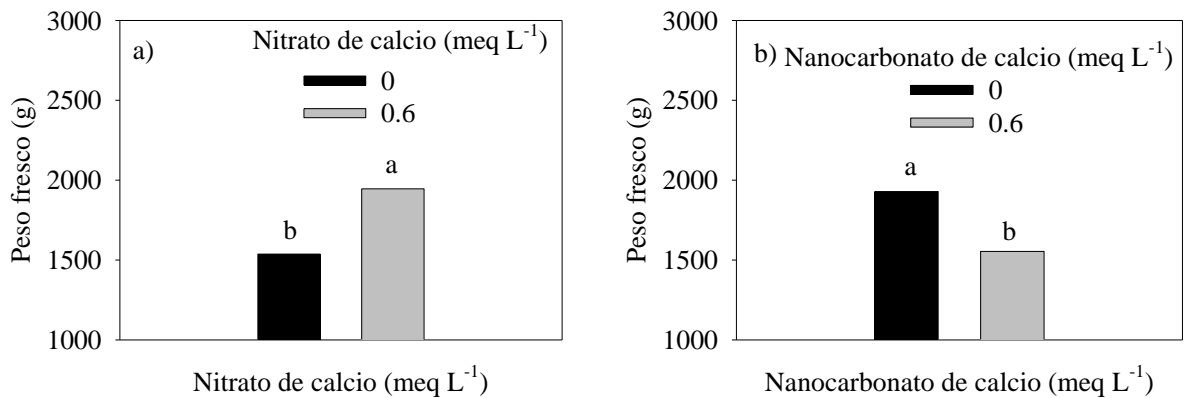 a)
Nitrato de calcio (meq L⁻¹)
0
0.6
Peso fresco (g)
3000
2500
2000
1500
1000
b
a
Nitrato de calcio (meq L⁻¹)
b)
Nanocarbonato de calcio (meq L⁻¹)
0
0.6
Peso fresco (g)
3000
2500
2000
1500
1000
a
b
Nanocarbonato de calcio (meq L⁻¹)